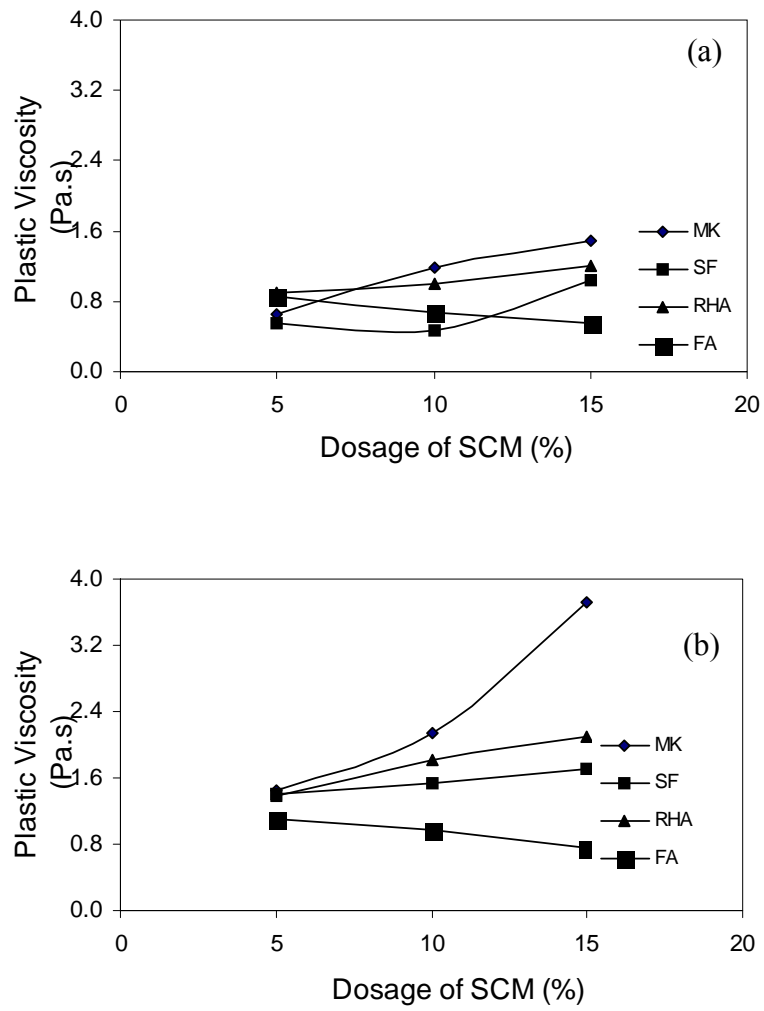 (a)
Plastic Viscosity
(Pa.s)
4.0
3.2
2.4
1.6
0.8
0.0
0 5 10 15 20
Dosage of SCM (%)
MK
SF
RHA
FA
(b)
Plastic Viscosity
(Pa.s)
4.0
3.2
2.4
1.6
0.8
0.0
0 5 10 15 20
Dosage of SCM (%)
MK
SF
RHA
FA